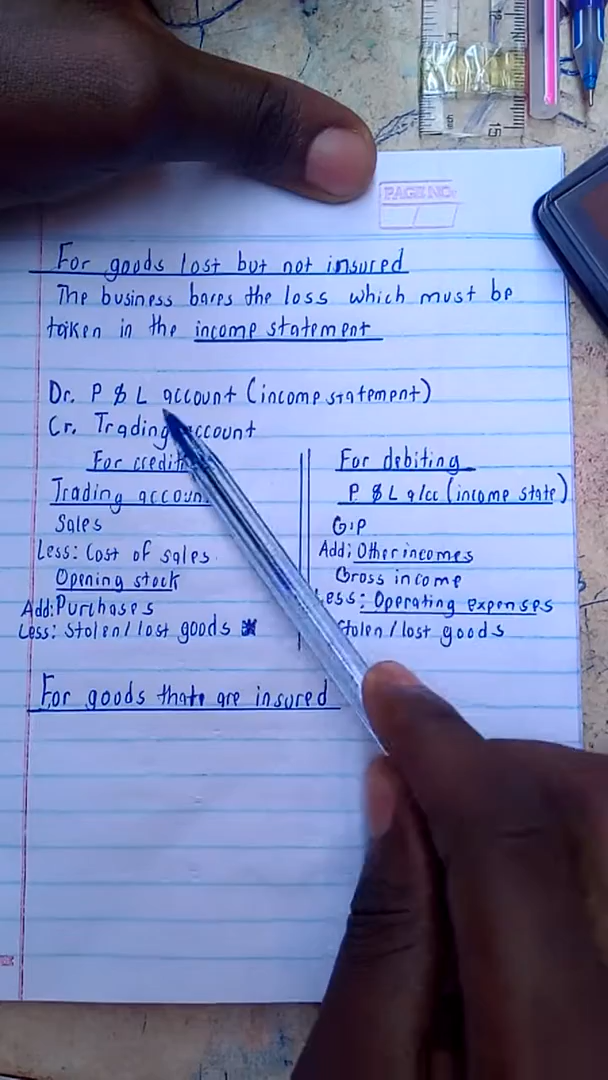 PAGE NO:
For goods lost but not insured
The business bares the loss which must be
taken in the income statement
Dr. P & L account (income statement)
Cr. Trading account
For credit
Trading account
Sales
Less: Cost of sales.
Opening stock
Add: Purchases
Less: Stolen / lost goods
For debiting
P & L a/cc (income state)
G.P
Add: Other incomes
Gross income
Less: Operating expenses
Stolen / lost goods
For goods that are insured
15